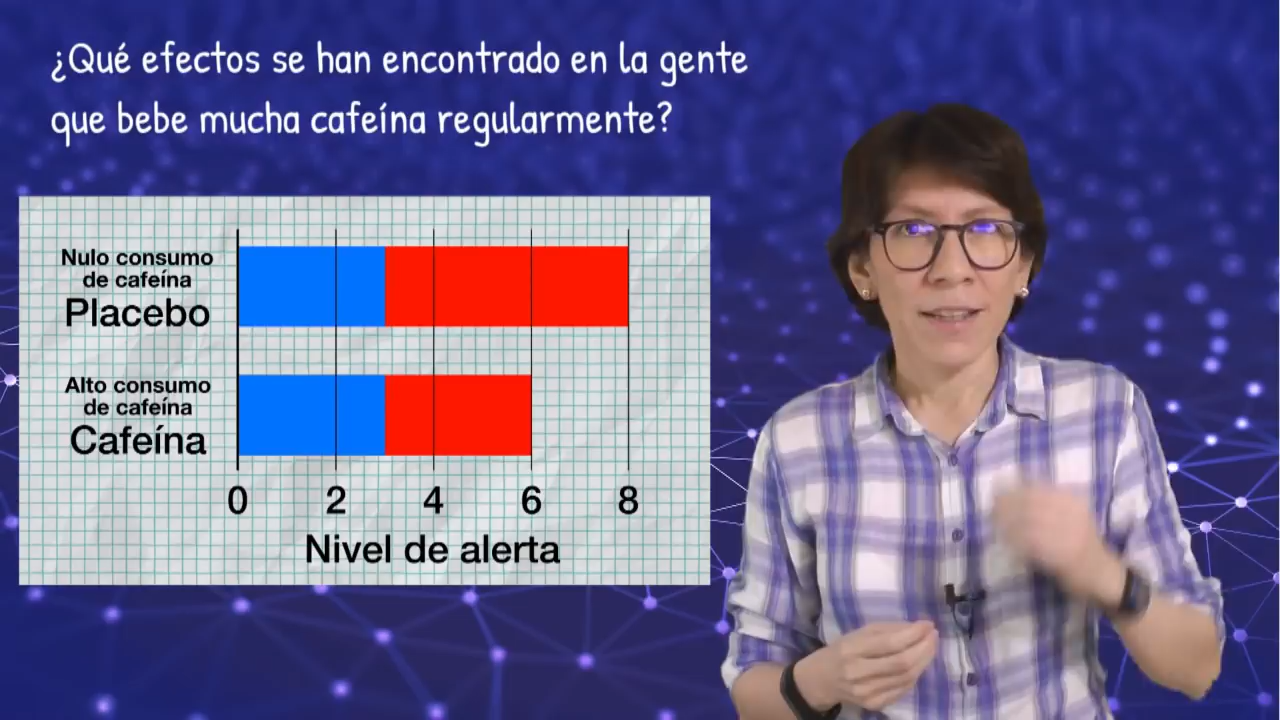 ¿Qué efectos se han encontrado en la gente
que bebe mucha cafeína regularmente?
Nulo consumo
de cafeína
Placebo
Alto consumo
de cafeína
Cafeína
0 2 4 6 8
Nivel de alerta